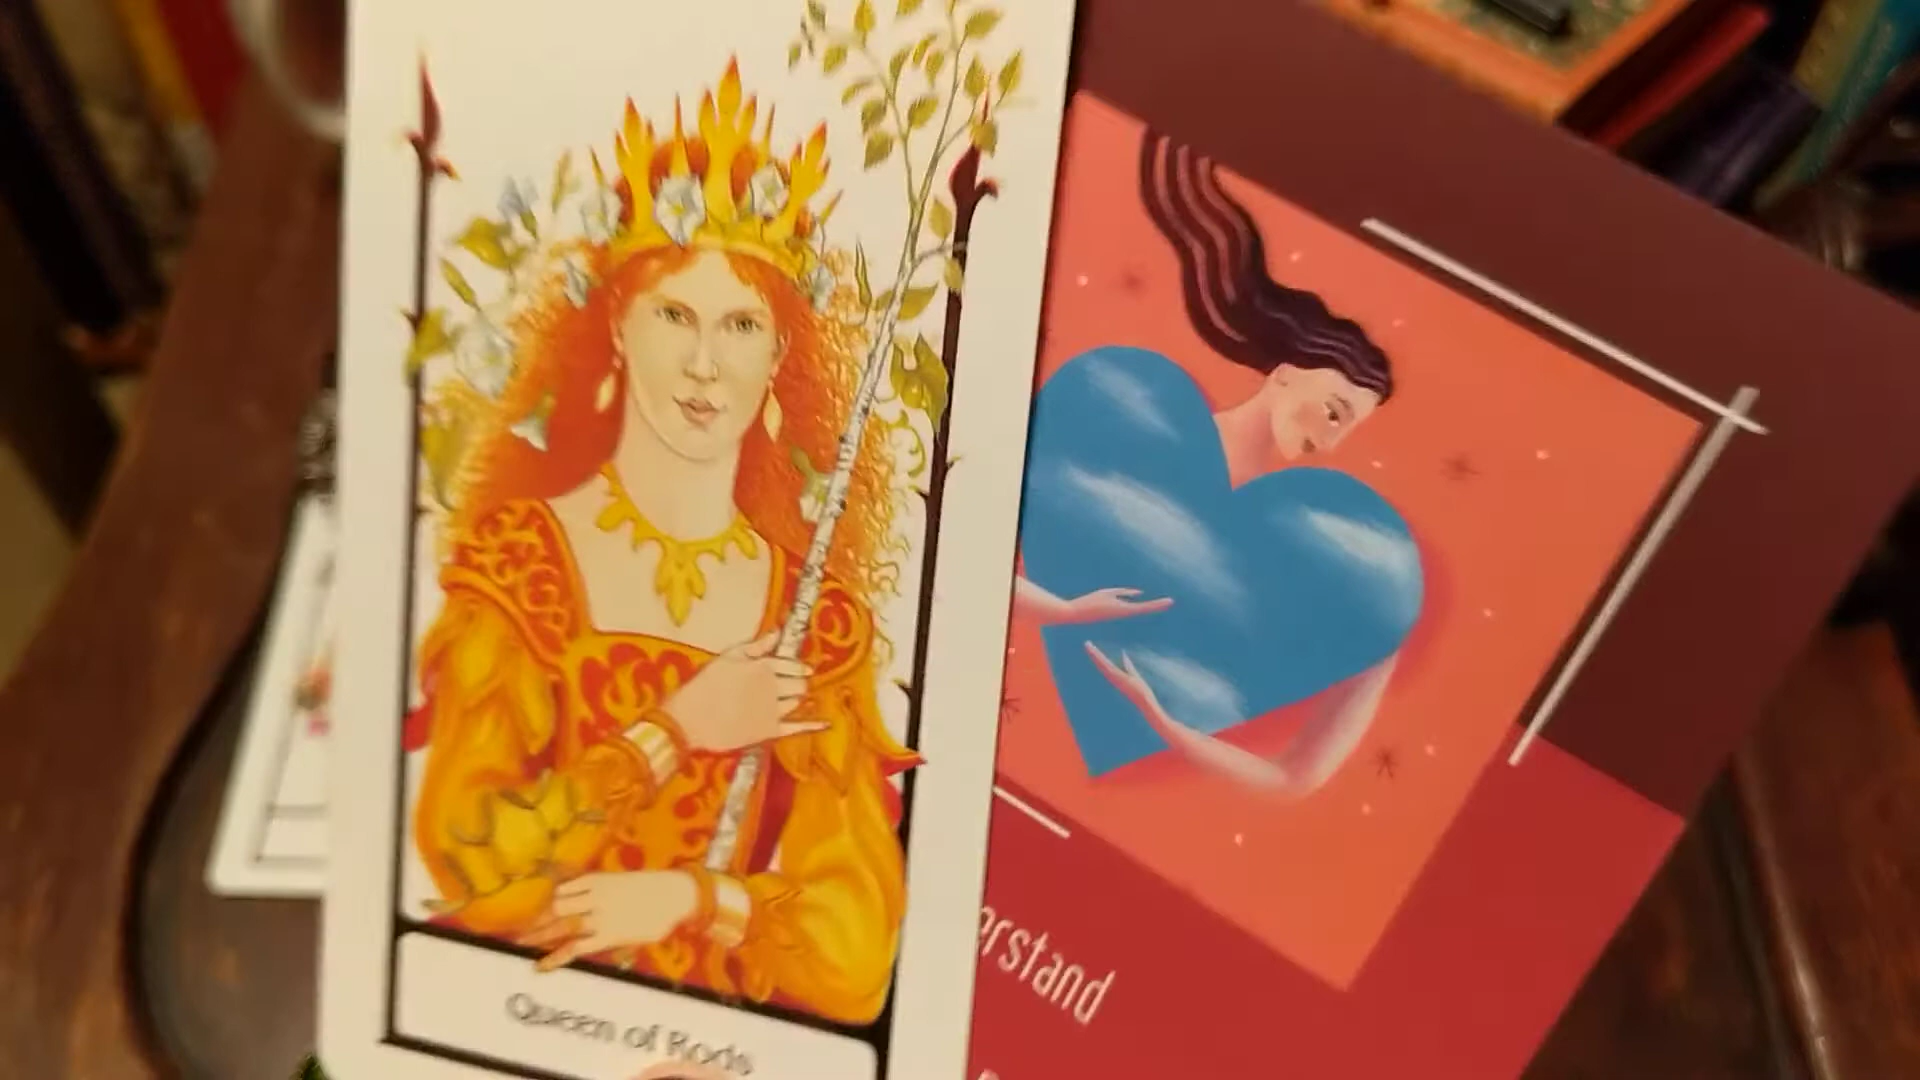 Queen of Rods
erstand